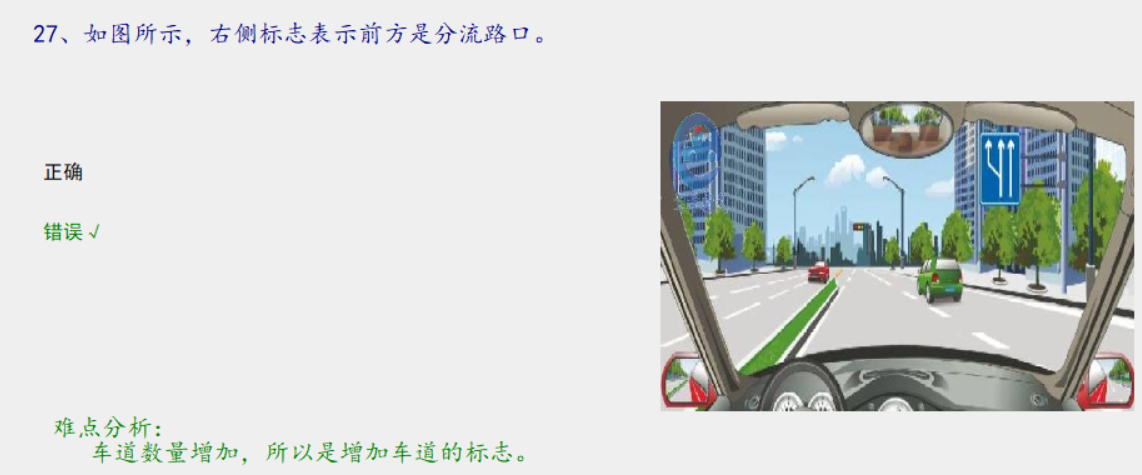 27、如图所示，右侧标志表示前方是分流路口。
正确
错误√
难点分析：
车道数量增加，所以是增加车道的标志。